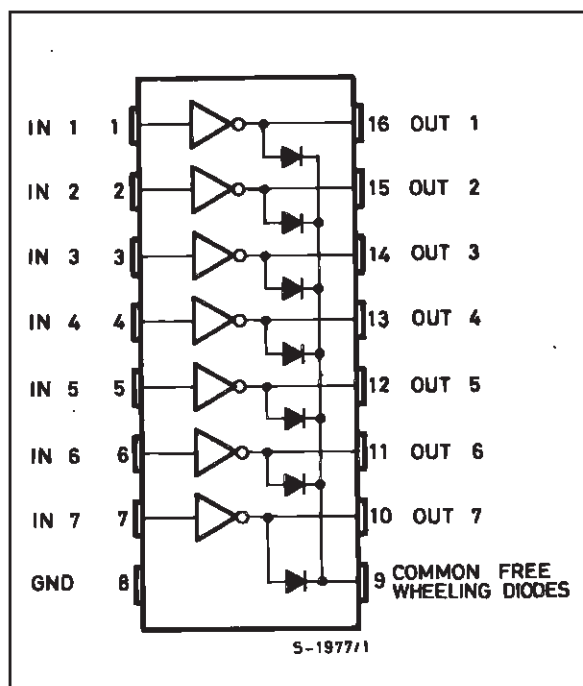 IN 1 1 16 OUT 1
IN 2 2 15 OUT 2
IN 3 3 14 OUT 3
IN 4 4 13 OUT 4
IN 5 5 12 OUT 5
IN 6 6 11 OUT 6
IN 7 7 10 OUT 7
GND 8 9 COMMON FREE
WHEELING DIODES
S-1977/1